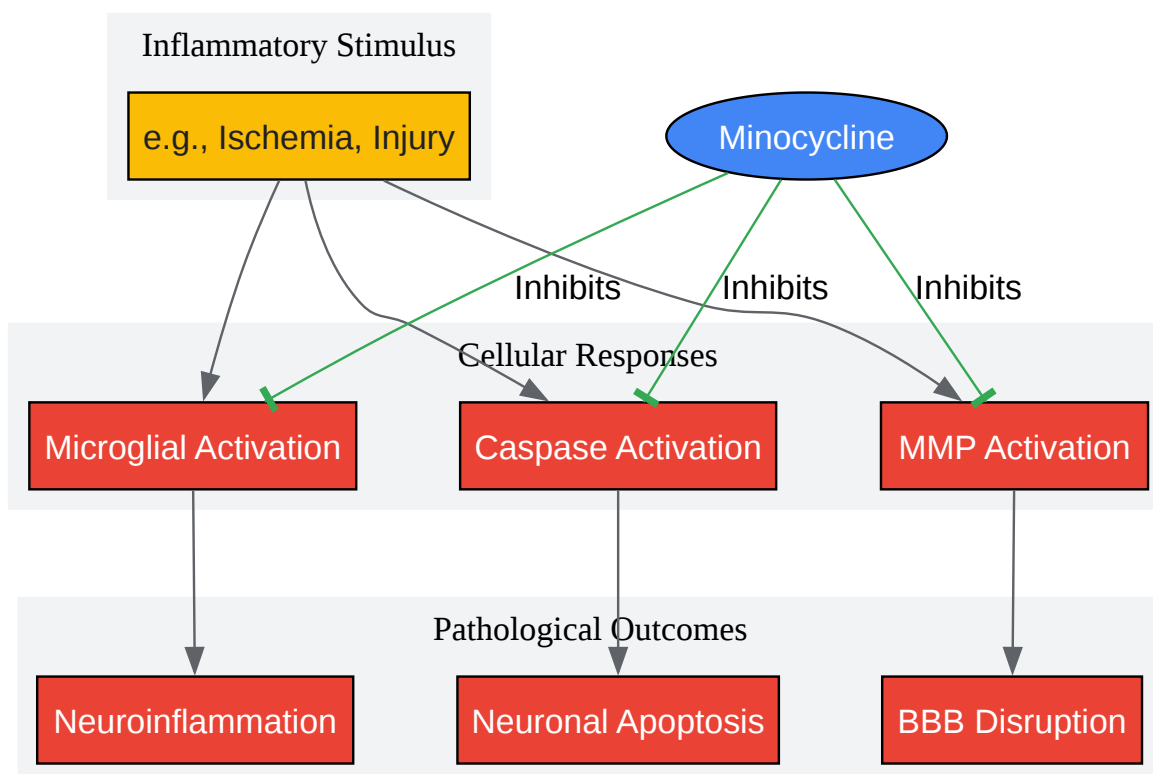 Inflammatory Stimulus
e.g., Ischemia, Injury
Minocycline
Inhibits
Inhibits
Inhibits
Cellular Responses
Microglial Activation
Caspase Activation
MMP Activation
Pathological Outcomes
Neuroinflammation
Neuronal Apoptosis
BBB Disruption